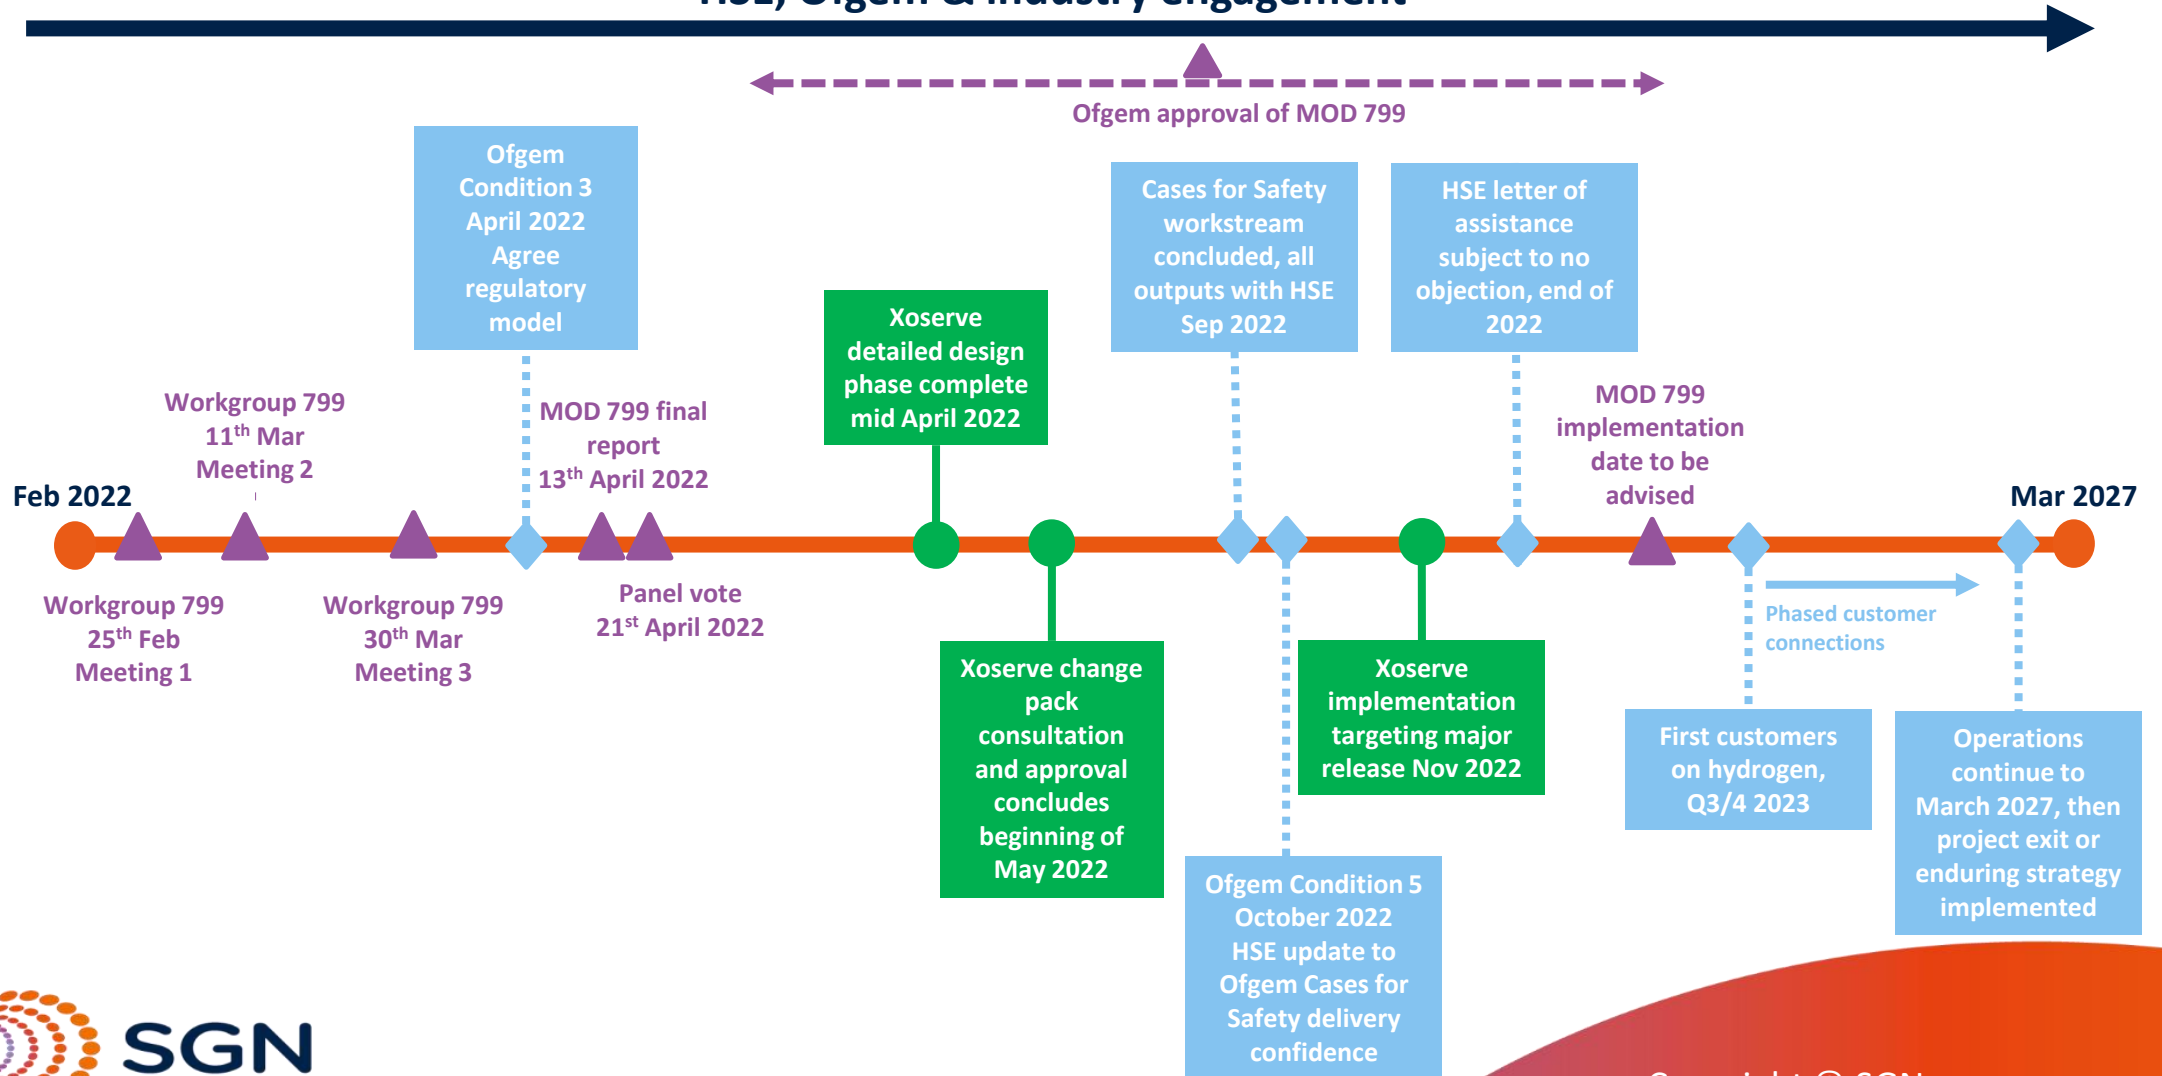 HSE, Ofgem & industry engagement
Ofgem approval of MOD 799
Ofgem
Condition 3
April 2022
Agree
regulatory
model
Cases for Safety
workstream
concluded, all
outputs with HSE
Sep 2022
HSE letter of
assistance
subject to no
objection, end of
2022
Xoserve
detailed design
phase complete
mid April 2022
Workgroup 799
11th Mar
Meeting 2
MOD 799 final
report
13th April 2022
MOD 799
implementation
date to be
advised
Feb 2022
Mar 2027
Workgroup 799
25th Feb
Meeting 1
Workgroup 799
30th Mar
Meeting 3
Panel vote
21st April 2022
Phased customer
connections
Xoserve change
pack
consultation
and approval
concludes
beginning of
May 2022
Xoserve
implementation
targeting major
release Nov 2022
First customers
on hydrogen,
Q3/4 2023
Operations
continue to
March 2027, then
project exit or
enduring strategy
implemented
Ofgem Condition 5
October 2022
HSE update to
Ofgem Cases for
Safety delivery
confidence
SGN
Copyright © SGN